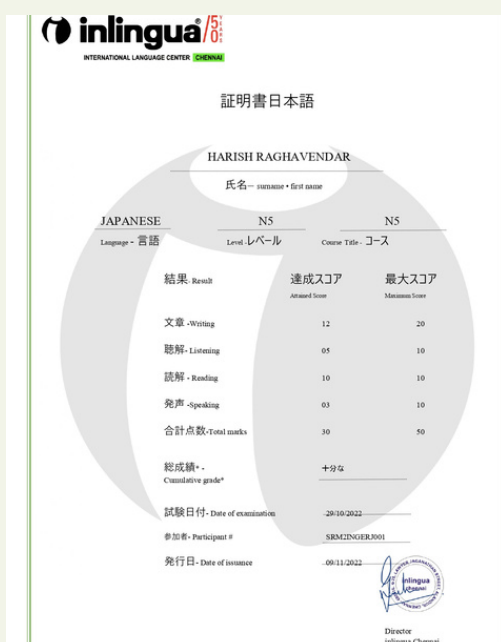 inlingua 50 YEARS
INTERNATIONAL LANGUAGE CENTER CHENNAI
証明書日本語
HARISH RAGHAVENDAR
氏名– surname • first name
JAPANESE N5 N5
Language - 言語 Level -レベール Course Title - コース
結果- Result 達成スコア 最大スコア
Attained Score Maximum Score
文章 -Writing 12 20
聴解- Listening 05 10
読解 - Reading 10 10
発声 -Speaking 03 10
合計点数-Total marks 30 50
総成績* - 十分な
Cumulative grade*
試験日付- Date of examination 29/10/2022
参加者- Participant # SRM2INGERJ001
発行日- Date of issuance 09/11/2022
inlingua
Chennai
Director
inlingua Chennai